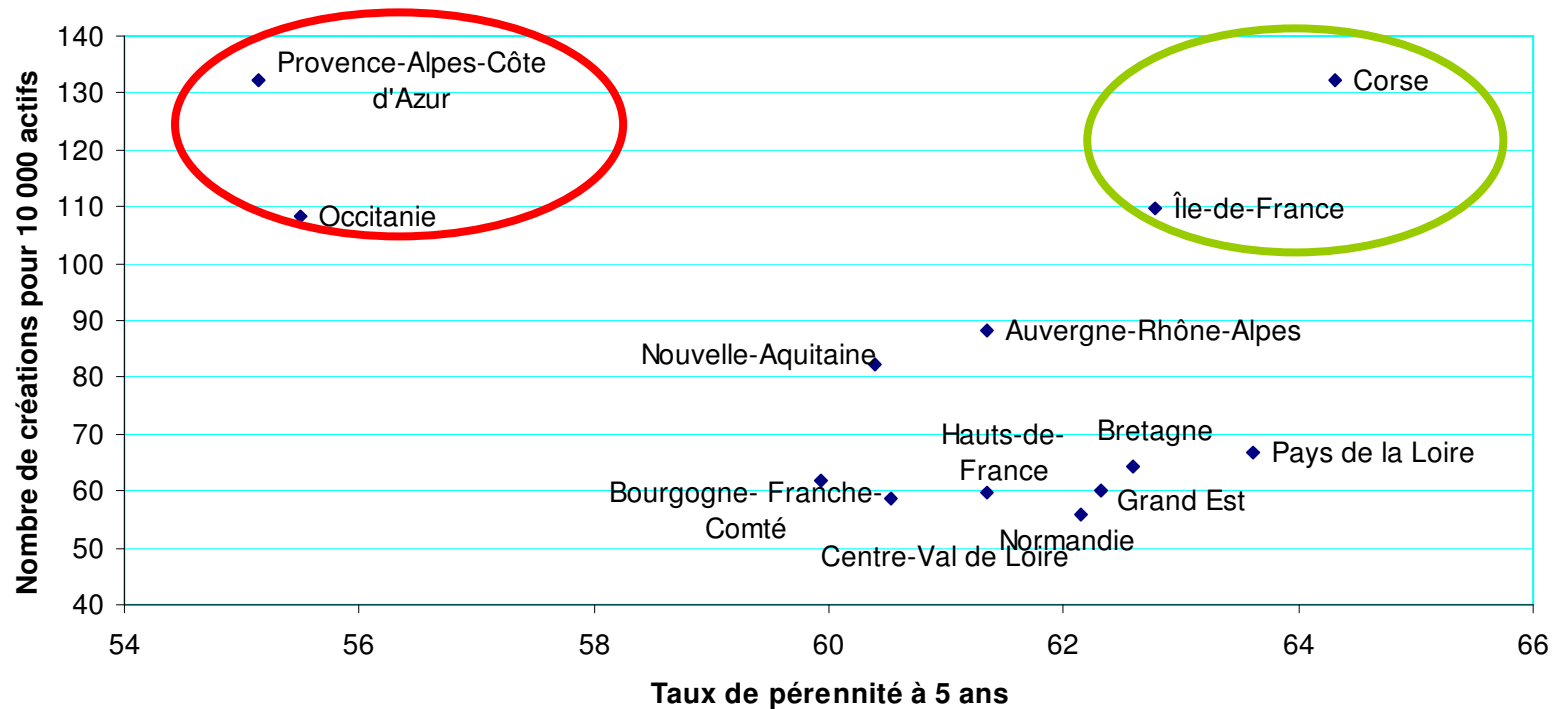 Nombre de créations pour 10 000 actifs
140
130
120
110
100
90
80
70
60
50
40
Provence-Alpes-Côte
d'Azur
Corse
Occitanie
Île-de-France
Auvergne-Rhône-Alpes
Nouvelle-Aquitaine
Hauts-de-
France
Bretagne
Pays de la Loire
Bourgogne- Franche-
Comté
Grand Est
Normandie
Centre-Val de Loire
54
56
58
60
62
64
66
Taux de pérennité à 5 ans